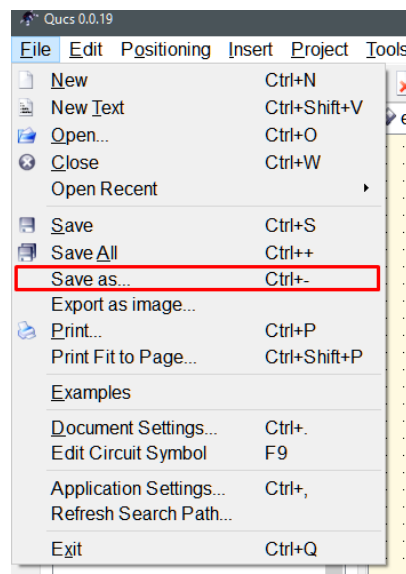 Qucs 0.0.19
File Edit Positioning Insert Project Tools
New Ctrl+N
New Text Ctrl+Shift+V
Open... Ctrl+O
Close Ctrl+W
Open Recent
Save Ctrl+S
Save All Ctrl++
Save as... Ctrl+-
Export as image...
Print... Ctrl+P
Print Fit to Page... Ctrl+Shift+P
Examples
Document Settings... Ctrl+.
Edit Circuit Symbol F9
Application Settings... Ctrl+,
Refresh Search Path...
Exit Ctrl+Q